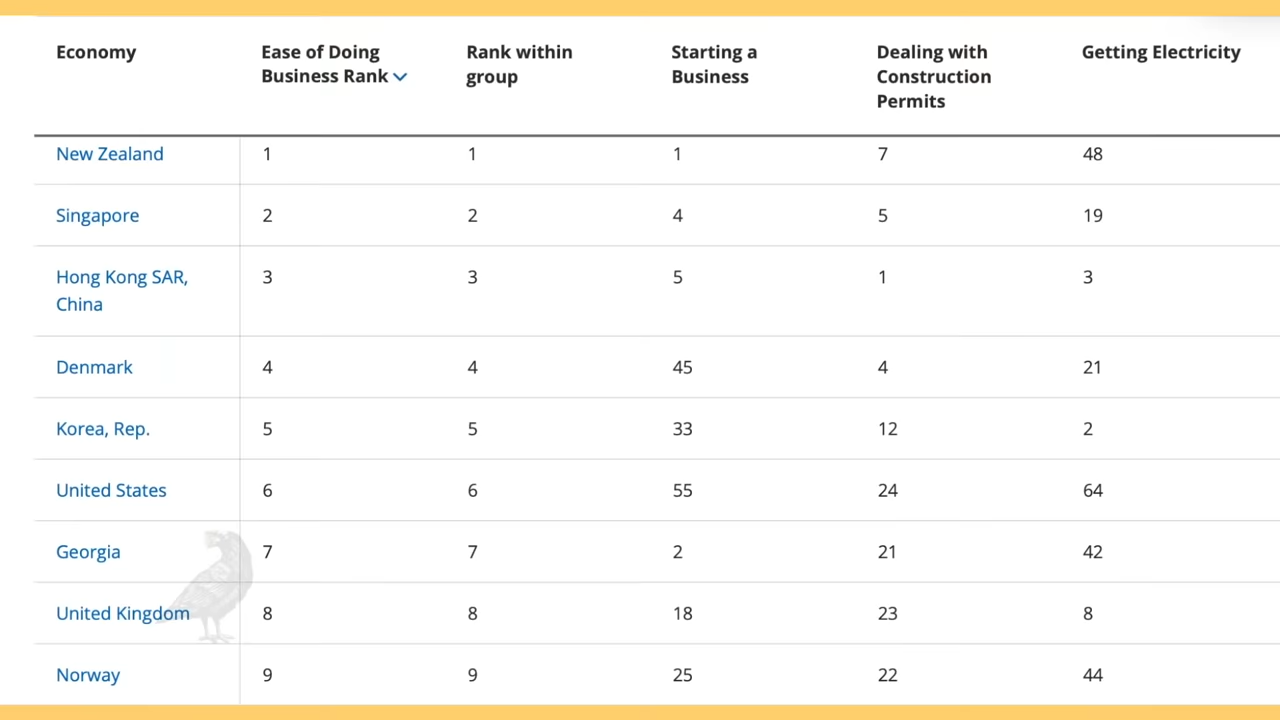 Economy Ease of Doing Business Rank Rank within group Starting a Business Dealing with Construction Permits Getting Electricity
New Zealand 1 1 1 7 48
Singapore 2 2 4 5 19
Hong Kong SAR, China 3 3 5 1 3
Denmark 4 4 45 4 21
Korea, Rep. 5 5 33 12 2
United States 6 6 55 24 64
Georgia 7 7 2 21 42
United Kingdom 8 8 18 23 8
Norway 9 9 25 22 44